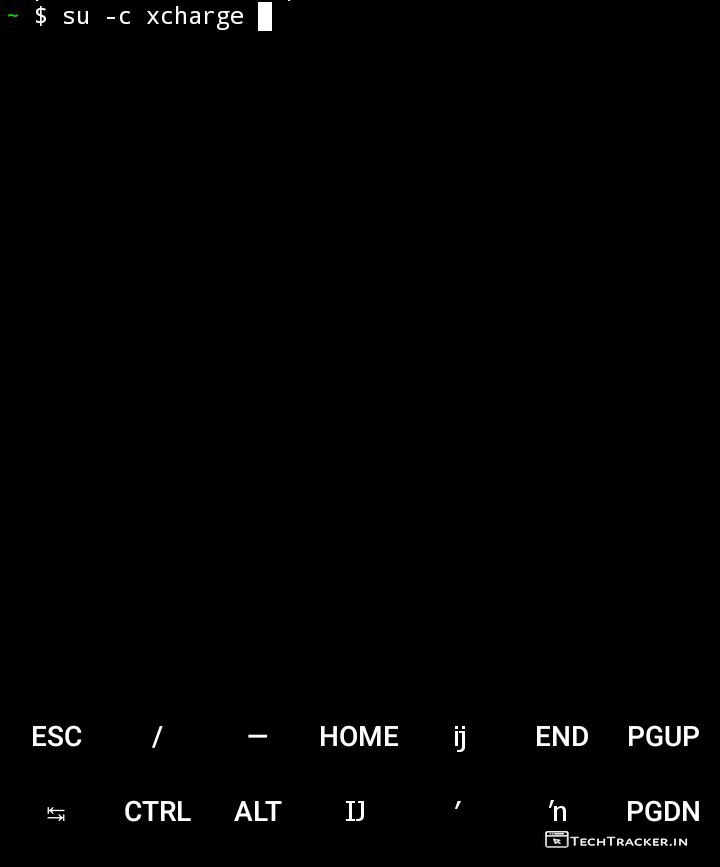 ~ $ su -c xcharge
ESC / — HOME ĳ END PGUP
↹ CTRL ALT IJ ′ ŉ PGDN
TECHTRACKER.IN